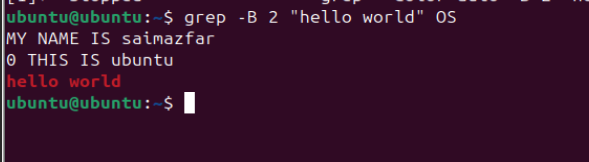 ubuntu@ubuntu:~$ grep -B 2 "hello world" OS
MY NAME IS saimazfar
0 THIS IS ubuntu
hello world
ubuntu@ubuntu:~$